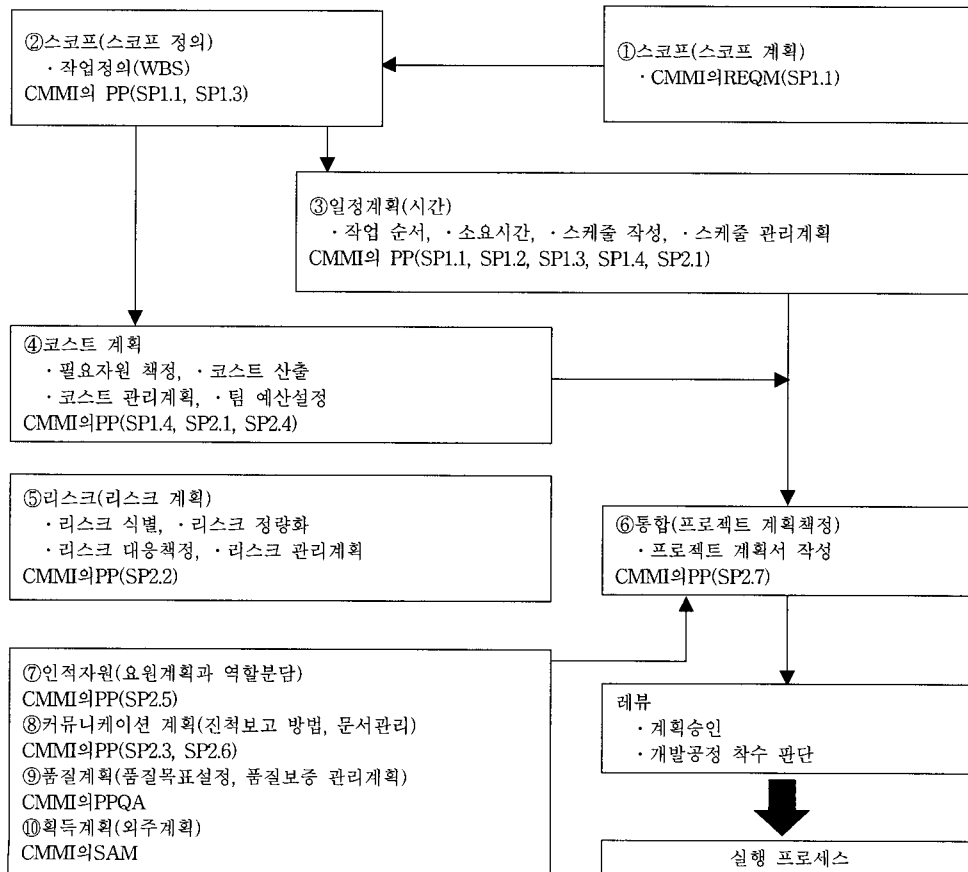 ②스코프(스코프 정의)
· 작업정의(WBS)
CMMI의 PP(SP1.1, SP1.3)
①스코프(스코프 계획)
· CMMI의REQM(SP1.1)
③일정계획(시간)
· 작업 순서, · 소요시간, · 스케줄 작성, · 스케줄 관리계획
CMMI의 PP(SP1.1, SP1.2, SP1.3, SP1.4, SP2.1)
④코스트 계획
· 필요자원 책정, · 코스트 산출
· 코스트 관리계획, · 팀 예산설정
CMMI의PP(SP1.4, SP2.1, SP2.4)
⑤리스크(리스크 계획)
· 리스크 식별, · 리스크 정량화
· 리스크 대응책정, · 리스크 관리계획
CMMI의PP(SP2.2)
⑥통합(프로젝트 계획책정)
· 프로젝트 계획서 작성
CMMI의PP(SP2.7)
⑦인적자원(요원계획과 역할분담)
CMMI의PP(SP2.5)
⑧커뮤니케이션 계획(진척보고 방법, 문서관리)
CMMI의PP(SP2.3, SP2.6)
⑨품질계획(품질목표설정, 품질보증 관리계획)
CMMI의PPQA
⑩획득계획(외주계획)
CMMI의SAM
레뷰
· 계획승인
· 개발공정 착수 판단
실행 프로세스